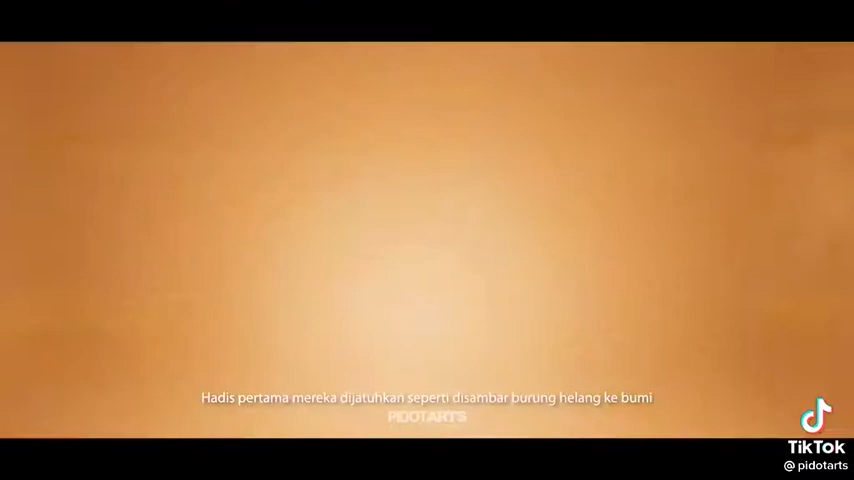 Hadis pertama mereka dijatuhkan seperti disambar burung helang ke bumi
PIDOTARTS
TikTok
@ pidotarts